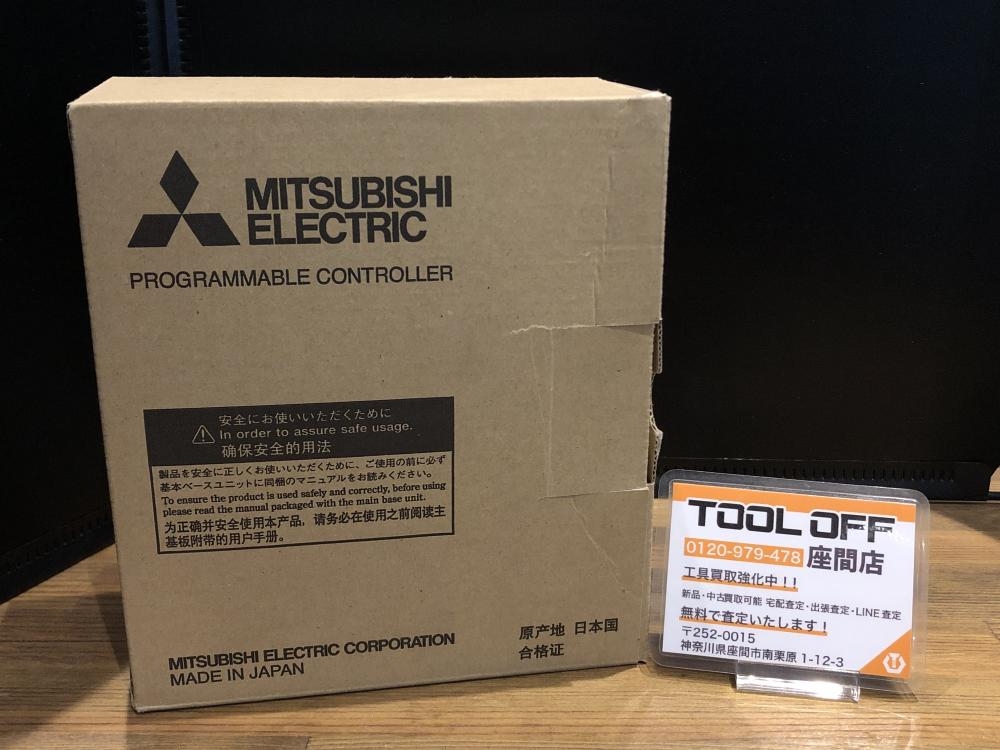 MITSUBISHI
ELECTRIC
PROGRAMMABLE CONTROLLER
安全にお使いいただくために
In order to assure safe usage.
确保安全的用法
製品を安全に正しくお使いいただくために、ご使用の前に必ず
基本ベースユニットに同梱のマニュアルをお読みください。
To ensure the product is used safely and correctly, before using
please read the manual packaged with the main base unit.
为正确并安全使用本产品，请务必在使用之前阅读主
基板附带的用户手册。
MITSUBISHI ELECTRIC CORPORATION
MADE IN JAPAN
原产地 日本国
合格证
TOOL OFF
0120-979-478 座間店
工具買取強化中！！
新品・中古買取可能 宅配査定・出張査定・LINE査定
無料で査定いたします！
〒252-0015
神奈川県座間市南栗原 1-12-3